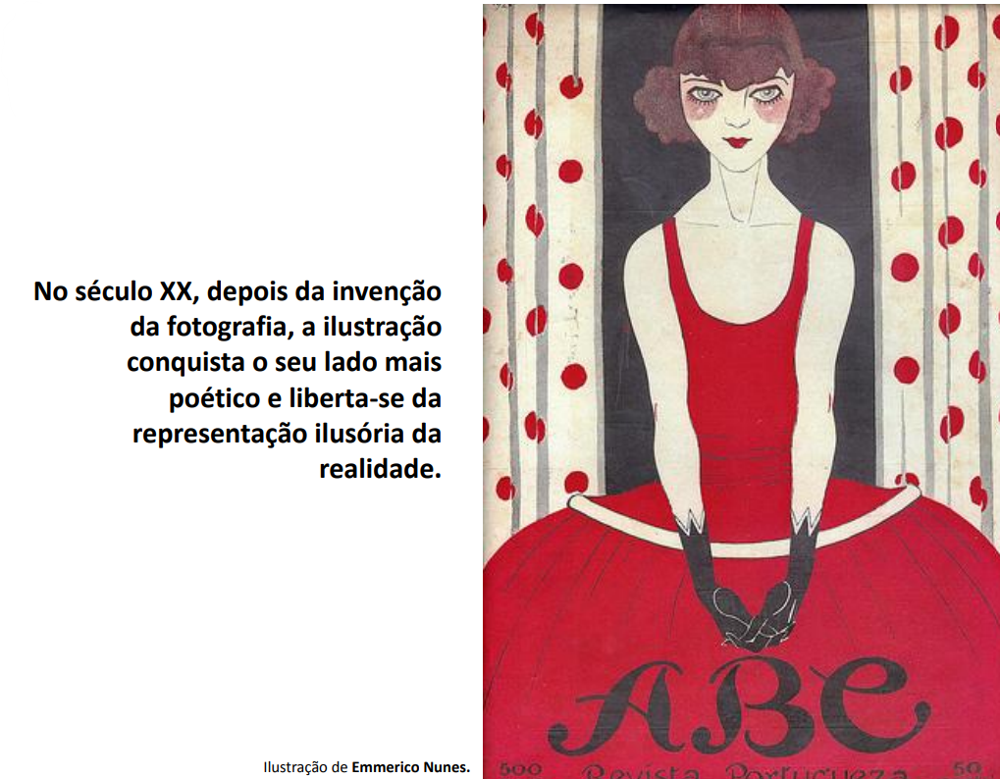 No século XX, depois da invenção
da fotografia, a ilustração
conquista o seu lado mais
poético e liberta-se da
representação ilusória da
realidade.
Ilustração de Emmerico Nunes.
ABC
500 Revista Portugueza 50